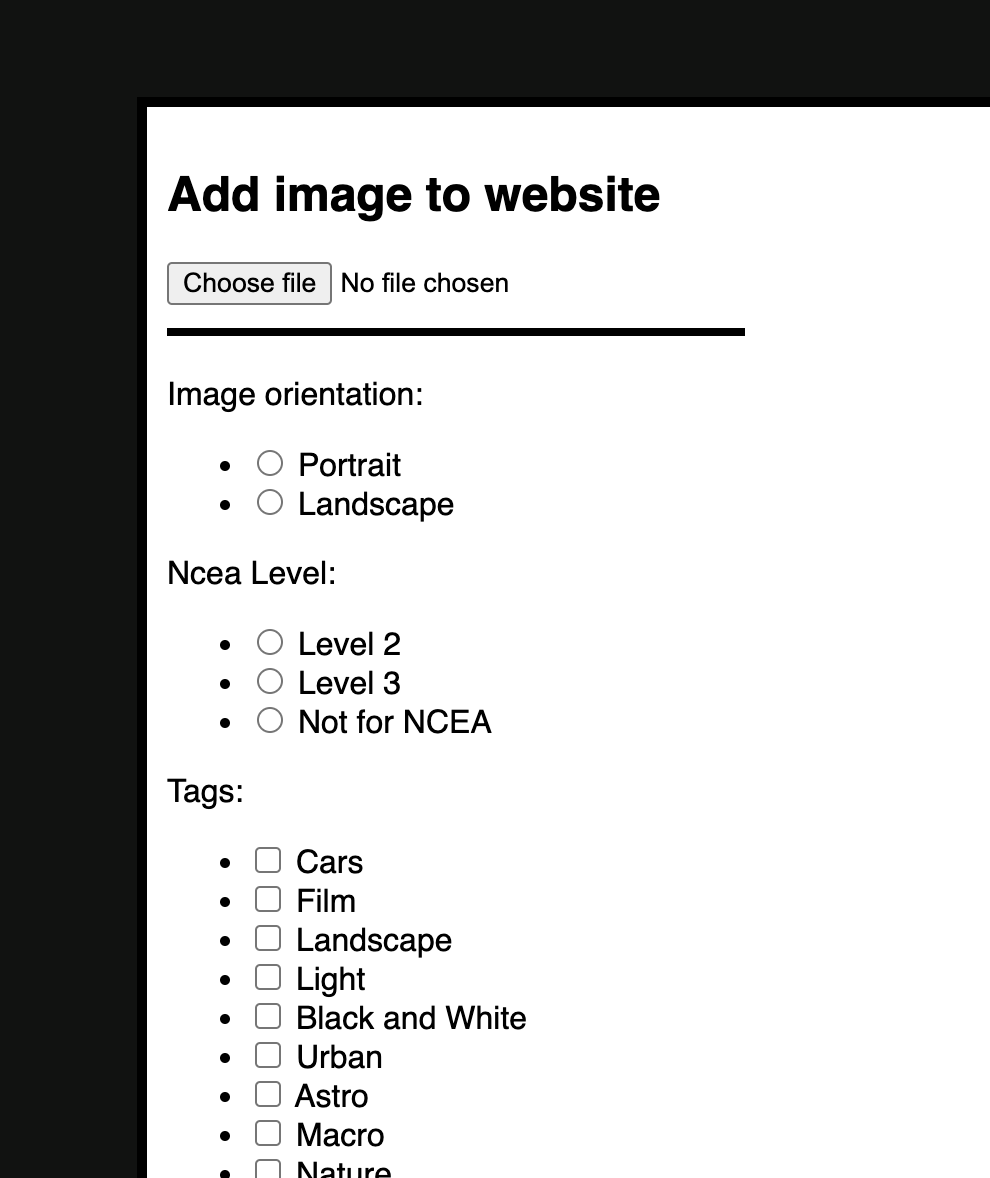 Add image to website
Choose file No file chosen
Image orientation:
Portrait
Landscape
Ncea Level:
Level 2
Level 3
Not for NCEA
Tags:
Cars
Film
Landscape
Light
Black and White
Urban
Astro
Macro
Nature